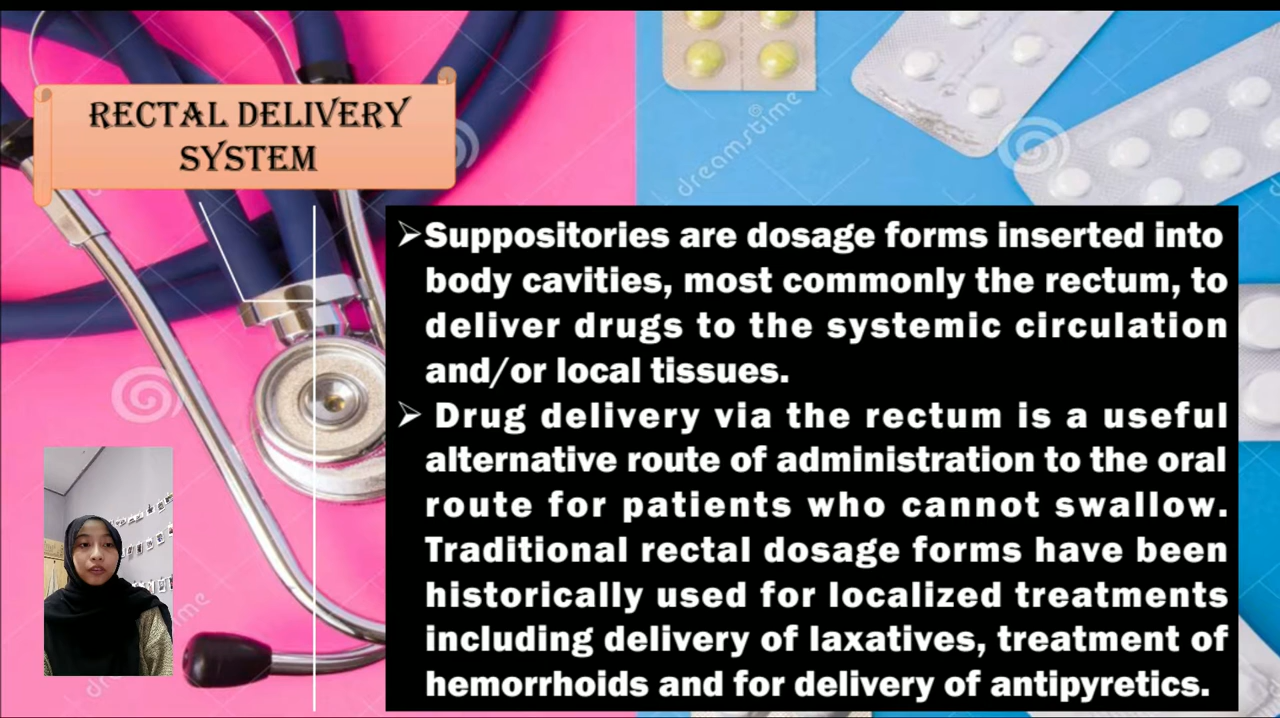 RECTAL DELIVERY
SYSTEM
dreamstime
➢Suppositories are dosage forms inserted into
body cavities, most commonly the rectum, to
deliver drugs to the systemic circulation
and/or local tissues.
➢ Drug delivery via the rectum is a useful
alternative route of administration to the oral
route for patients who cannot swallow.
Traditional rectal dosage forms have been
historically used for localized treatments
including delivery of laxatives, treatment of
hemorrhoids and for delivery of antipyretics.